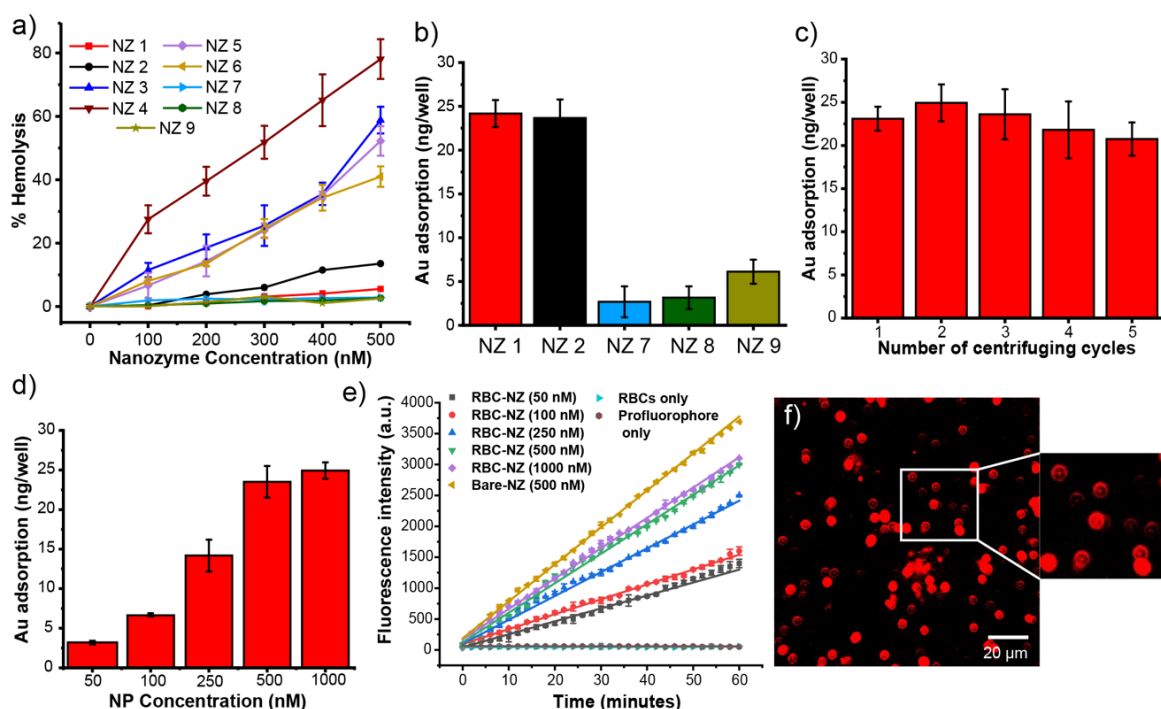 a)
% Hemolysis
80
60
40
20
0
NZ 1
NZ 2
NZ 3
NZ 4
NZ 5
NZ 6
NZ 7
NZ 8
NZ 9
0 100 200 300 400 500
Nanozyme Concentration (nM)
b)
Au adsorption (ng/well)
30
25
20
15
10
5
0
NZ 1 NZ 2 NZ 7 NZ 8 NZ 9
c)
Au adsorption (ng/well)
30
25
20
15
10
5
0
1 2 3 4 5
Number of centrifuging cycles
d)
Au adsorption (ng/well)
30
25
20
15
10
5
0
50 100 250 500 1000
NP Concentration (nM)
e)
Fluorescence intensity (a.u.)
4000
3500
3000
2500
2000
1500
1000
500
0
RBC-NZ (50 nM)
RBC-NZ (100 nM)
RBC-NZ (250 nM)
RBC-NZ (500 nM)
RBC-NZ (1000 nM)
Bare-NZ (500 nM)
RBCs only
Profluorophore
only
0 10 20 30 40 50 60
Time (minutes)
f)
20 µm